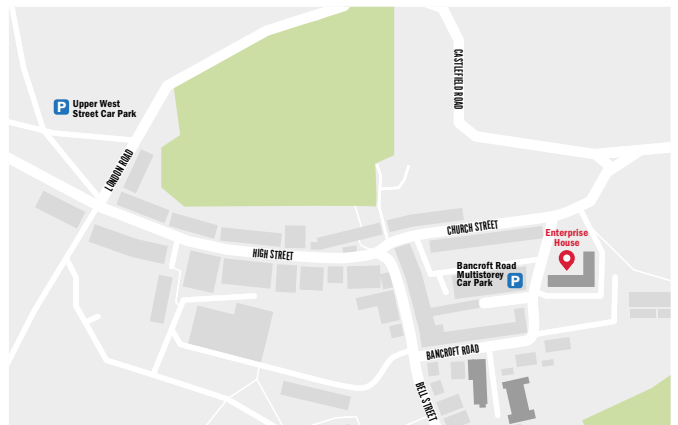 CASTLEFIELD ROAD
P
Upper West
Street Car Park
LONDON ROAD
CHURCH STREET
Enterprise
House
HIGH STREET
Bancroft Road
Multistorey
Car Park
P
BANCROFT ROAD
BELL STREET